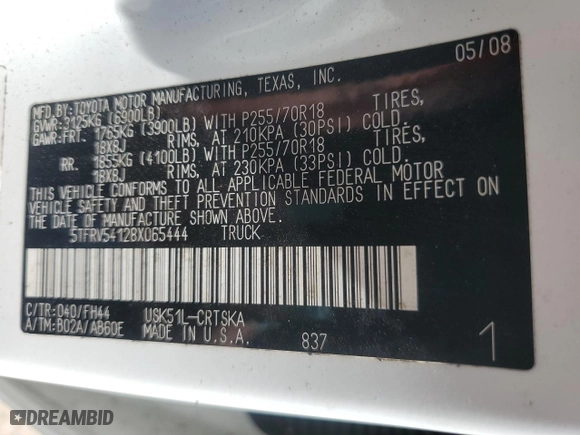 05/08
MFD.BY:TOYOTA MOTOR MANUFACTURING, TEXAS, INC.
GVWR:3125KG (6900LB)
GAWR:FRT. 1765KG (3900LB) WITH P255/70R18 TIRES,
18X8J RIMS, AT 210KPA (30PSI) COLD.
RR. 1855KG (4100LB) WITH P255/70R18 TIRES,
18X8J RIMS, AT 230KPA (33PSI) COLD.
THIS VEHICLE CONFORMS TO ALL APPLICABLE FEDERAL MOTOR
VEHICLE SAFETY AND THEFT PREVENTION STANDARDS IN EFFECT ON
THE DATE OF MANUFACTURE SHOWN ABOVE.
5TFRV54128X065444 TRUCK
C/TR:040/FH44 USK51L-CRTSKA
A/TM:B02A/AB60E MADE IN U.S.A. 837 1
DREAMBID